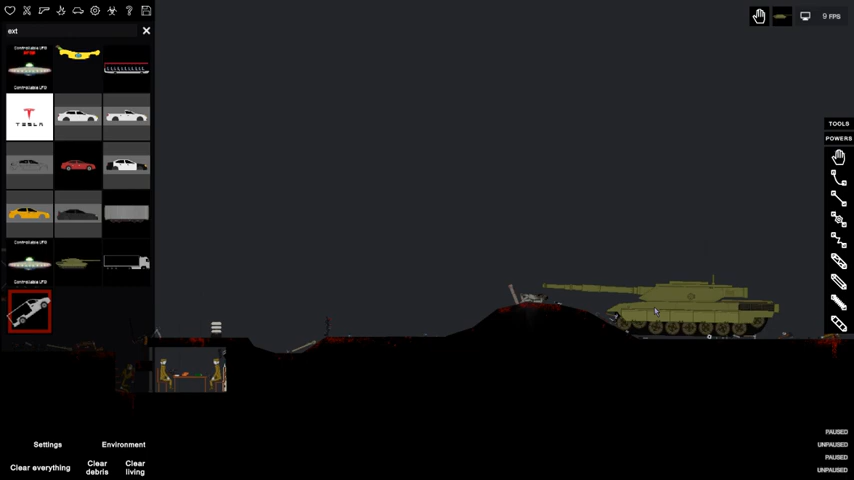 9 FPS
ext
Controllable UFO
Controllable UFO
TESLA
TOOLS
POWERS
Controllable UFO
Controllable UFO
Settings
Environment
Clear everything
Clear
debris
Clear
living
PAUSED
UNPAUSED
PAUSED
UNPAUSED